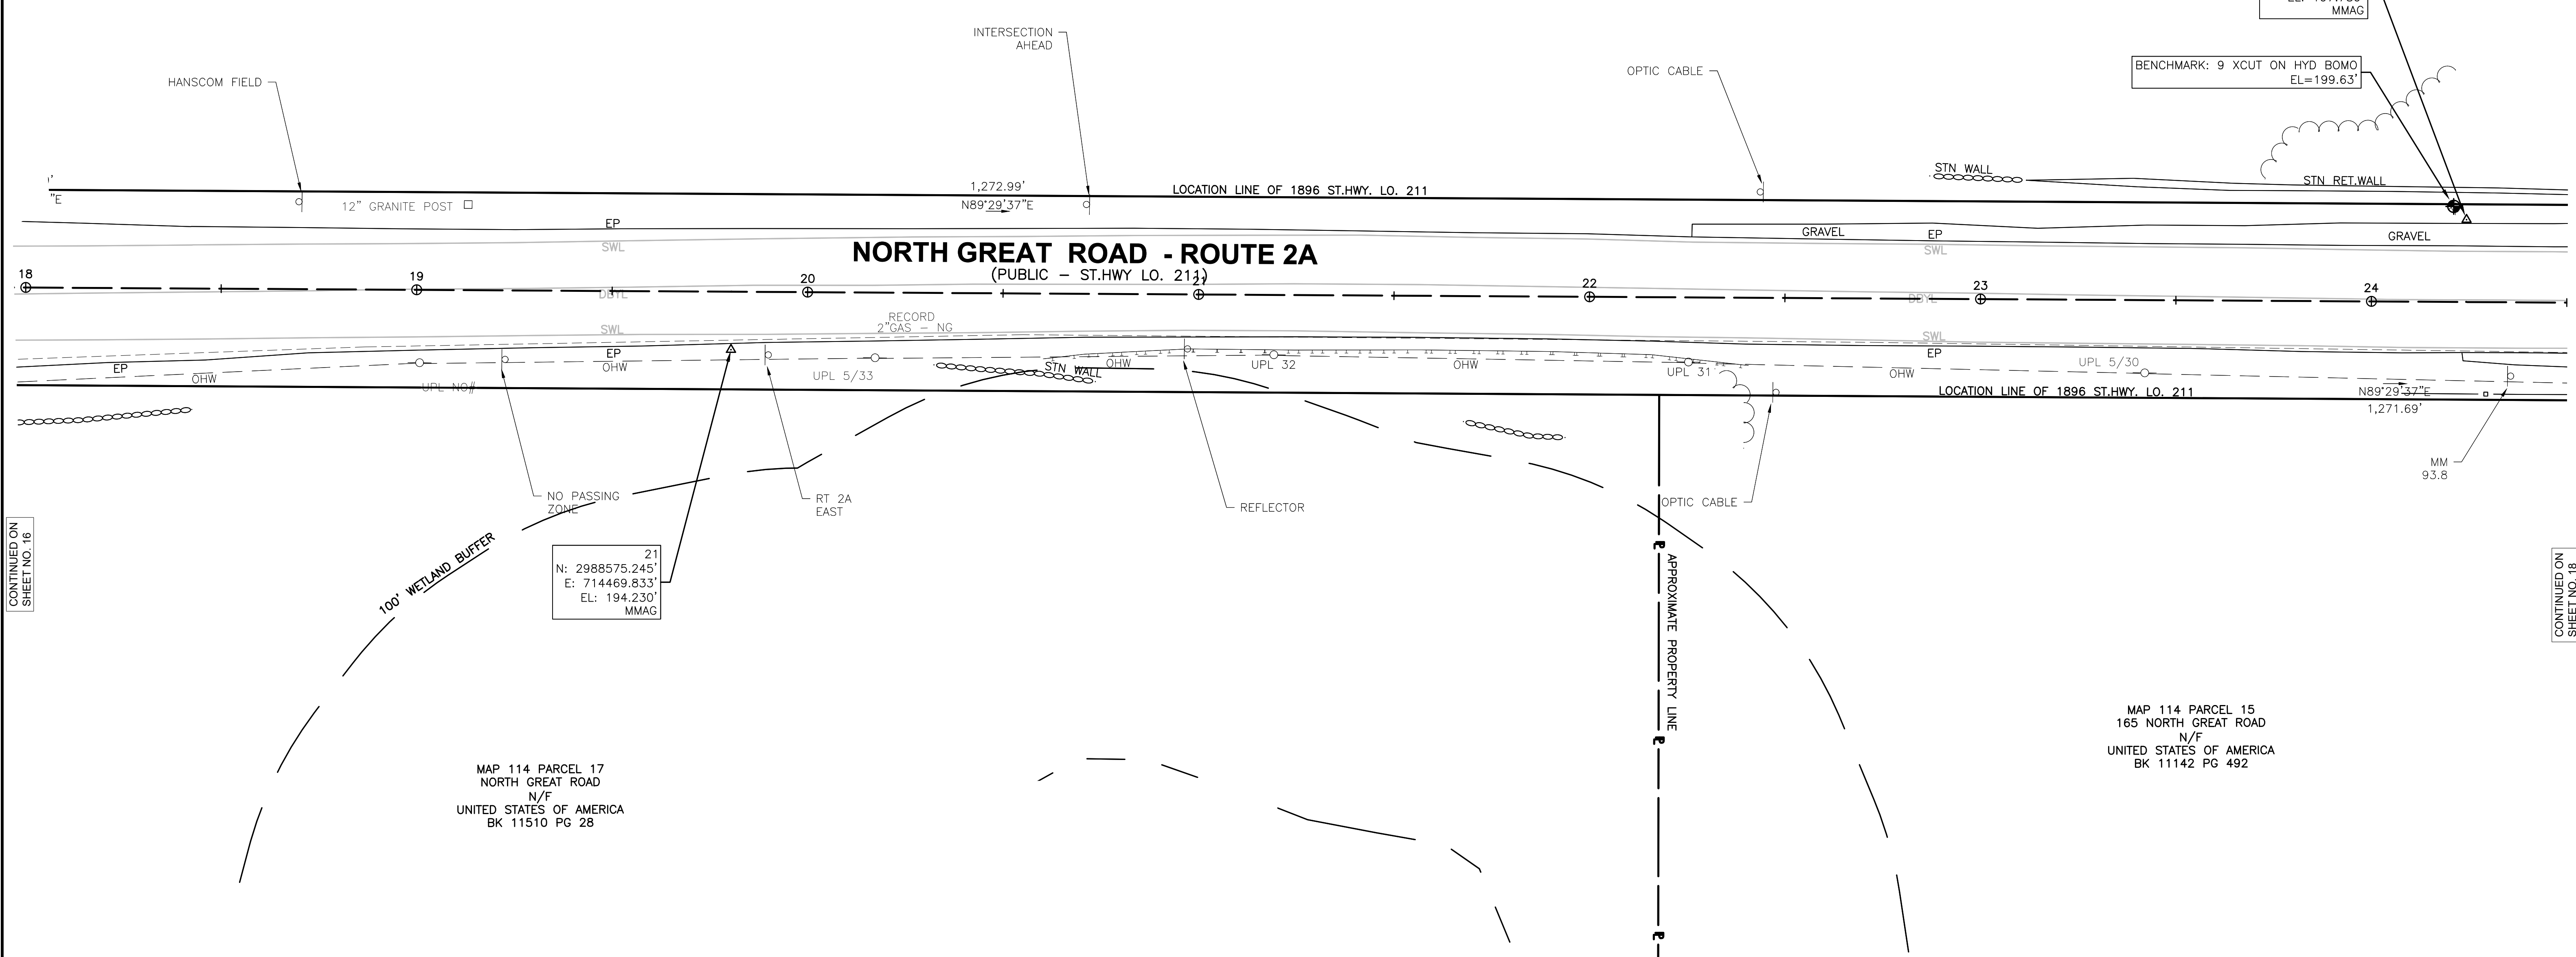 MMAG
INTERSECTION
AHEAD
HANSCOM FIELD
OPTIC CABLE
BENCHMARK: 9 XCUT ON HYD BOMO
EL=199.63'
STN WALL
STN RET.WALL
"E
12" GRANITE POST
1,272.99'
N89°29'37"E
LOCATION LINE OF 1896 ST.HWY. LO. 211
EP
SWL
GRAVEL
EP
SWL
GRAVEL
NORTH GREAT ROAD - ROUTE 2A
(PUBLIC - ST.HWY LO. 211)
18
19
20
21
22
23
24
DBYL
DBYL
RECORD
2"GAS - NG
SWL
SWL
EP
OHW
EP
OHW
UPL NO#
UPL 5/33
STN WALL
OHW
UPL 32
OHW
UPL 31
EP
OHW
UPL 5/30
LOCATION LINE OF 1896 ST.HWY. LO. 211
N89°29'37"E
1,271.69'
MM
93.8
NO PASSING
ZONE
RT 2A
EAST
REFLECTOR
OPTIC CABLE
CONTINUED ON
SHEET NO. 16
100' WETLAND BUFFER
21
N: 2988575.245'
E: 714469.833'
EL: 194.230'
MMAG
APPROXIMATE PROPERTY LINE
PL
PL
PL
CONTINUED ON
SHEET NO. 18
MAP 114 PARCEL 17
NORTH GREAT ROAD
N/F
UNITED STATES OF AMERICA
BK 11510 PG 28
MAP 114 PARCEL 15
165 NORTH GREAT ROAD
N/F
UNITED STATES OF AMERICA
BK 11142 PG 492